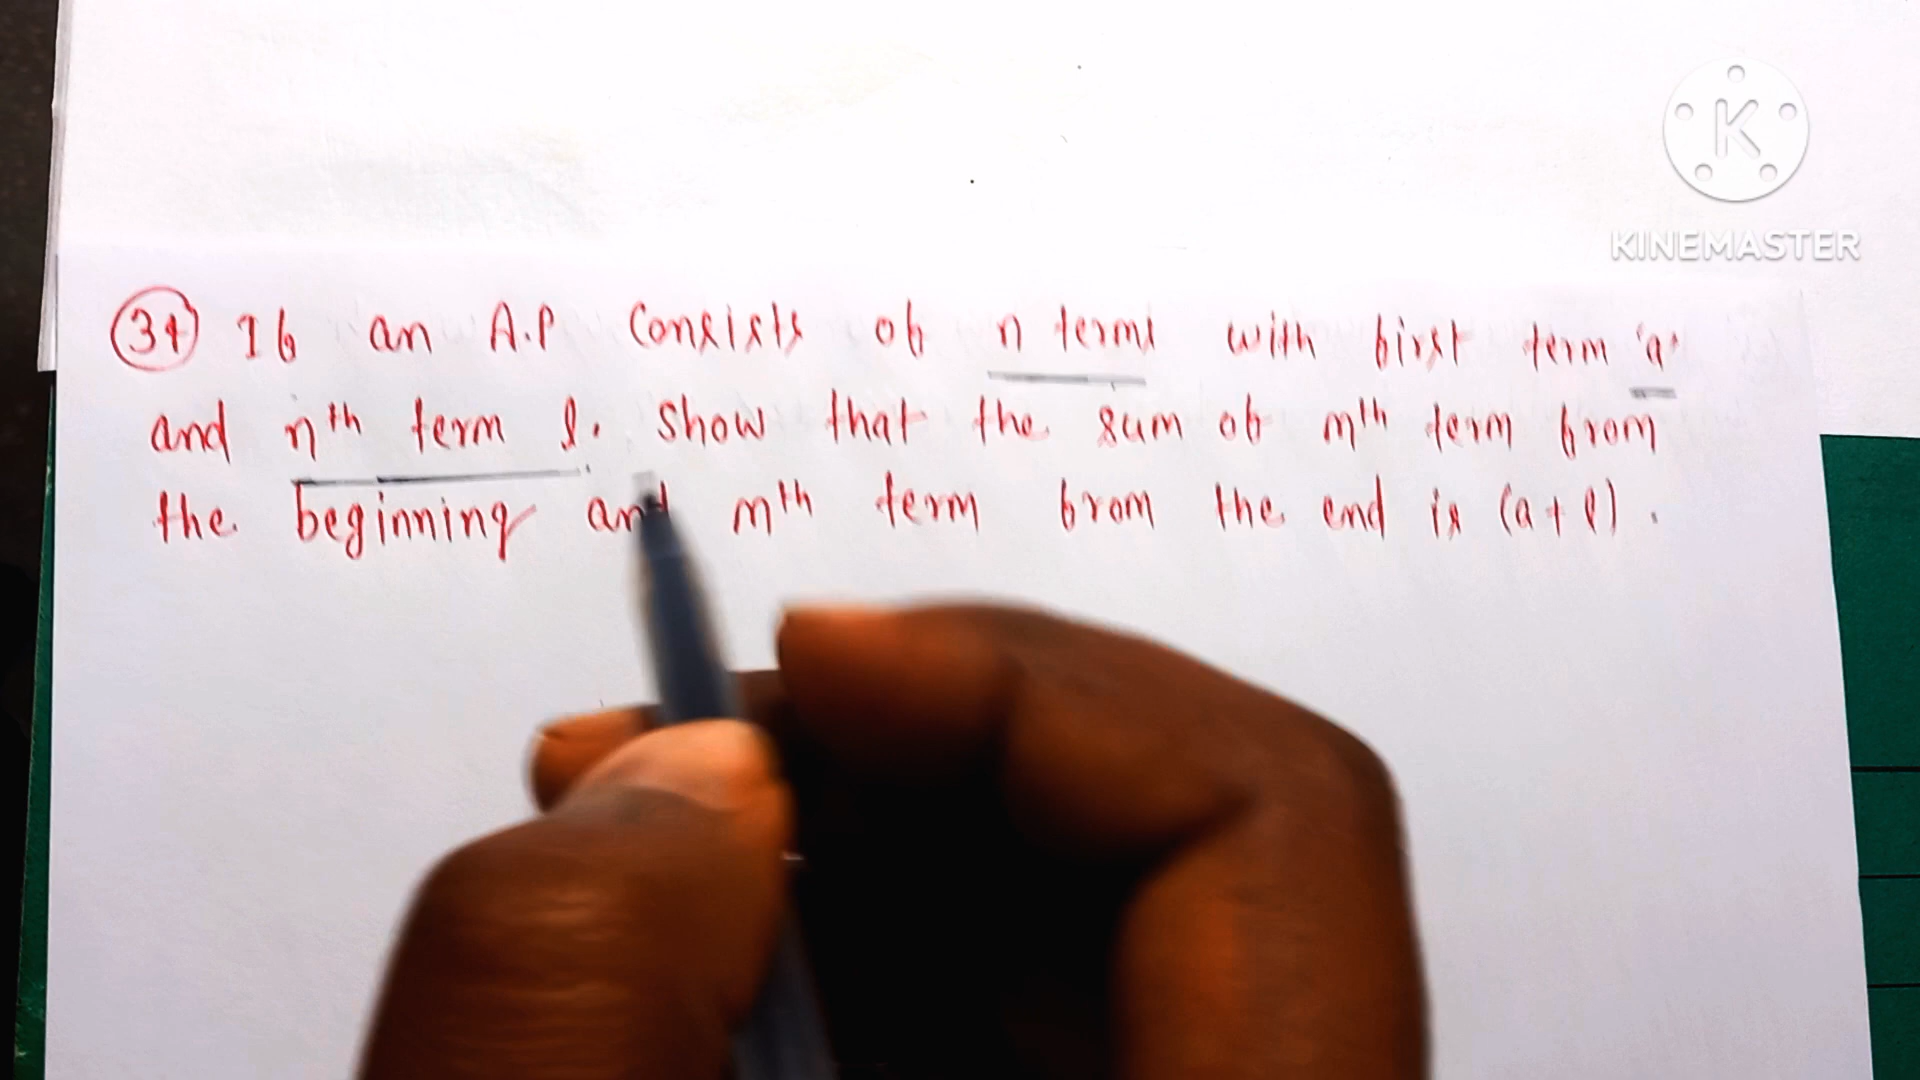 K
KINEMASTER
34 If an A.P consists of n terms with first term 'a'
and nth term l. show that the sum of mth term from
the beginning and mth term from the end is (a+l).